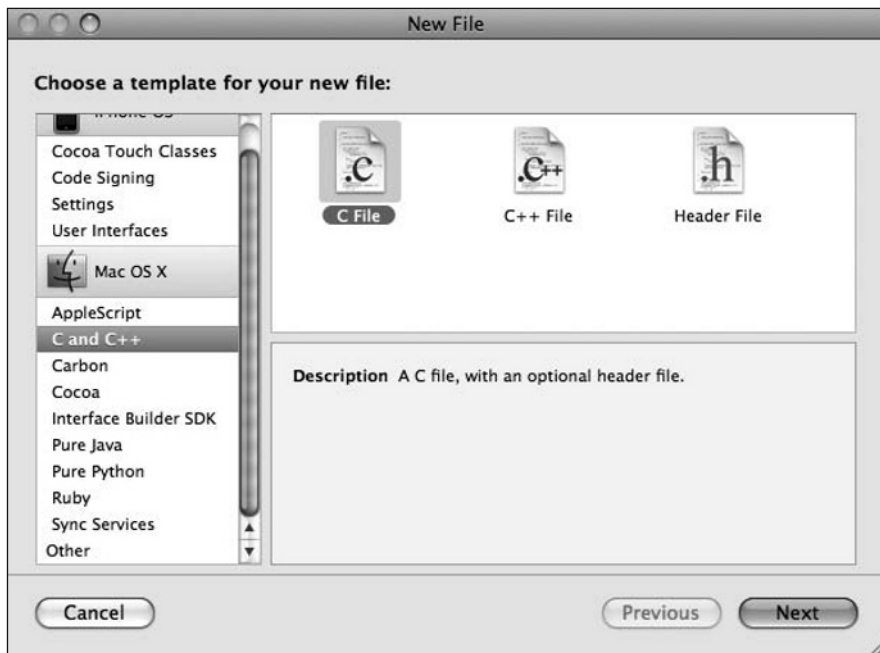 New File
Choose a template for your new file:
iPhone OS
Cocoa Touch Classes
Code Signing
Settings
User Interfaces
Mac OS X
AppleScript
C and C++
Carbon
Cocoa
Interface Builder SDK
Pure Java
Pure Python
Ruby
Sync Services
Other
.c
C File
.c++
C++ File
.h
Header File
Description A C file, with an optional header file.
Cancel
Previous
Next